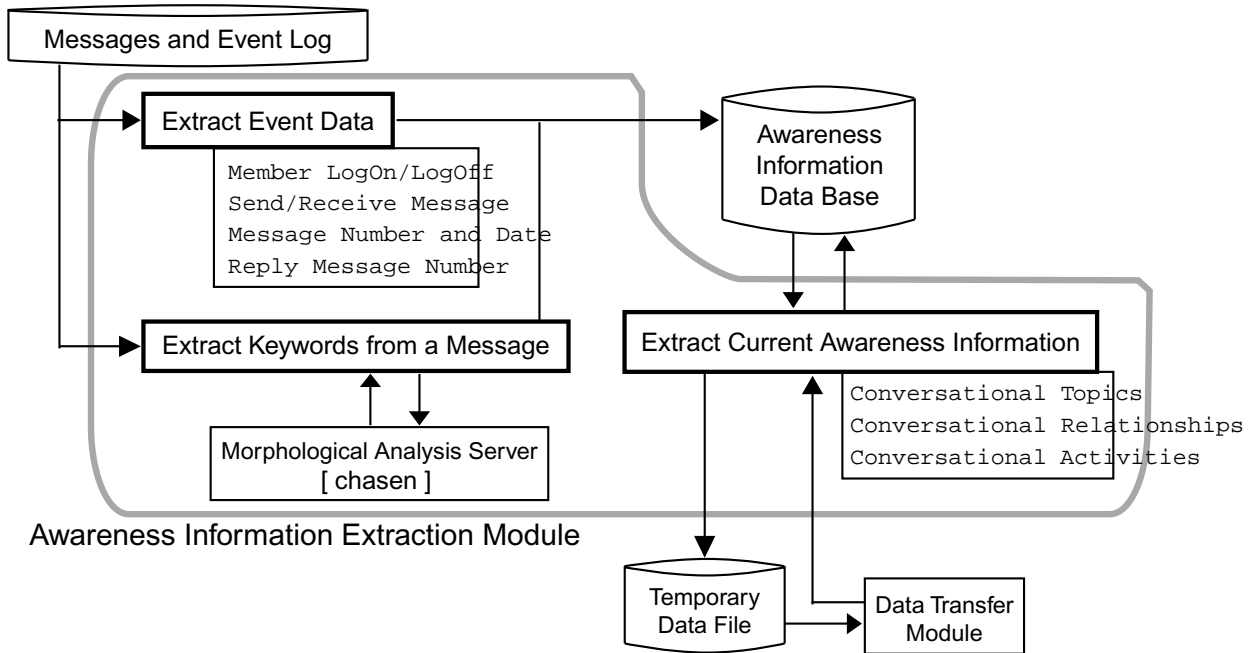 Messages and Event Log
Extract Event Data
Member LogOn/LogOff
Send/Receive Message
Message Number and Date
Reply Message Number
Awareness
Information
Data Base
Extract Keywords from a Message
Extract Current Awareness Information
Conversational Topics
Conversational Relationships
Conversational Activities
Morphological Analysis Server
[ chasen ]
Awareness Information Extraction Module
Temporary
Data File
Data Transfer
Module